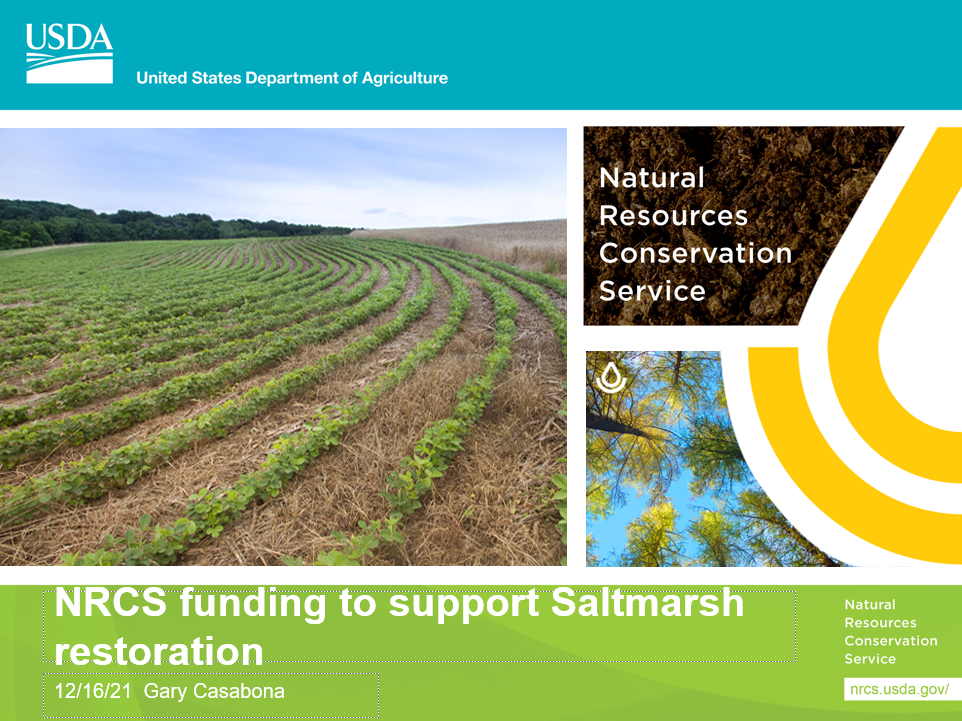 USDA
United States Department of Agriculture
Natural
Resources
Conservation
Service
NRCS funding to support Saltmarsh
restoration
12/16/21 Gary Casabona
Natural
Resources
Conservation
Service
nrcs.usda.gov/